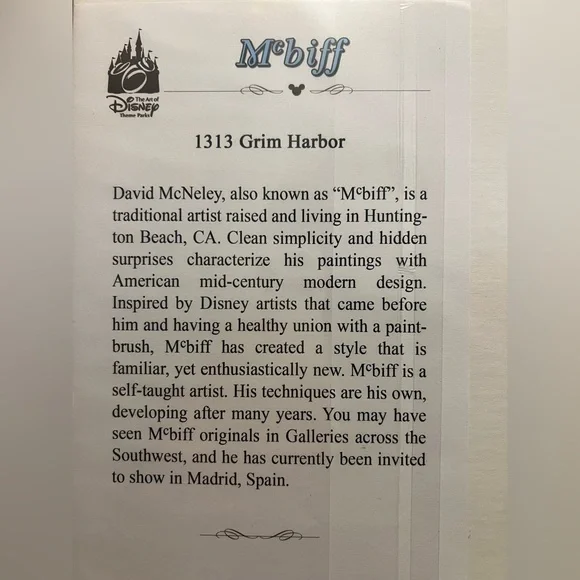 The Art of
Disney
Theme Parks
Mcbiff
1313 Grim Harbor
David McNeley, also known as “Mcbiff”, is a
traditional artist raised and living in Hunting-
ton Beach, CA. Clean simplicity and hidden
surprises characterize his paintings with
American mid-century modern design.
Inspired by Disney artists that came before
him and having a healthy union with a paint-
brush, Mcbiff has created a style that is
familiar, yet enthusiastically new. Mcbiff is a
self-taught artist. His techniques are his own,
developing after many years. You may have
seen Mcbiff originals in Galleries across the
Southwest, and he has currently been invited
to show in Madrid, Spain.